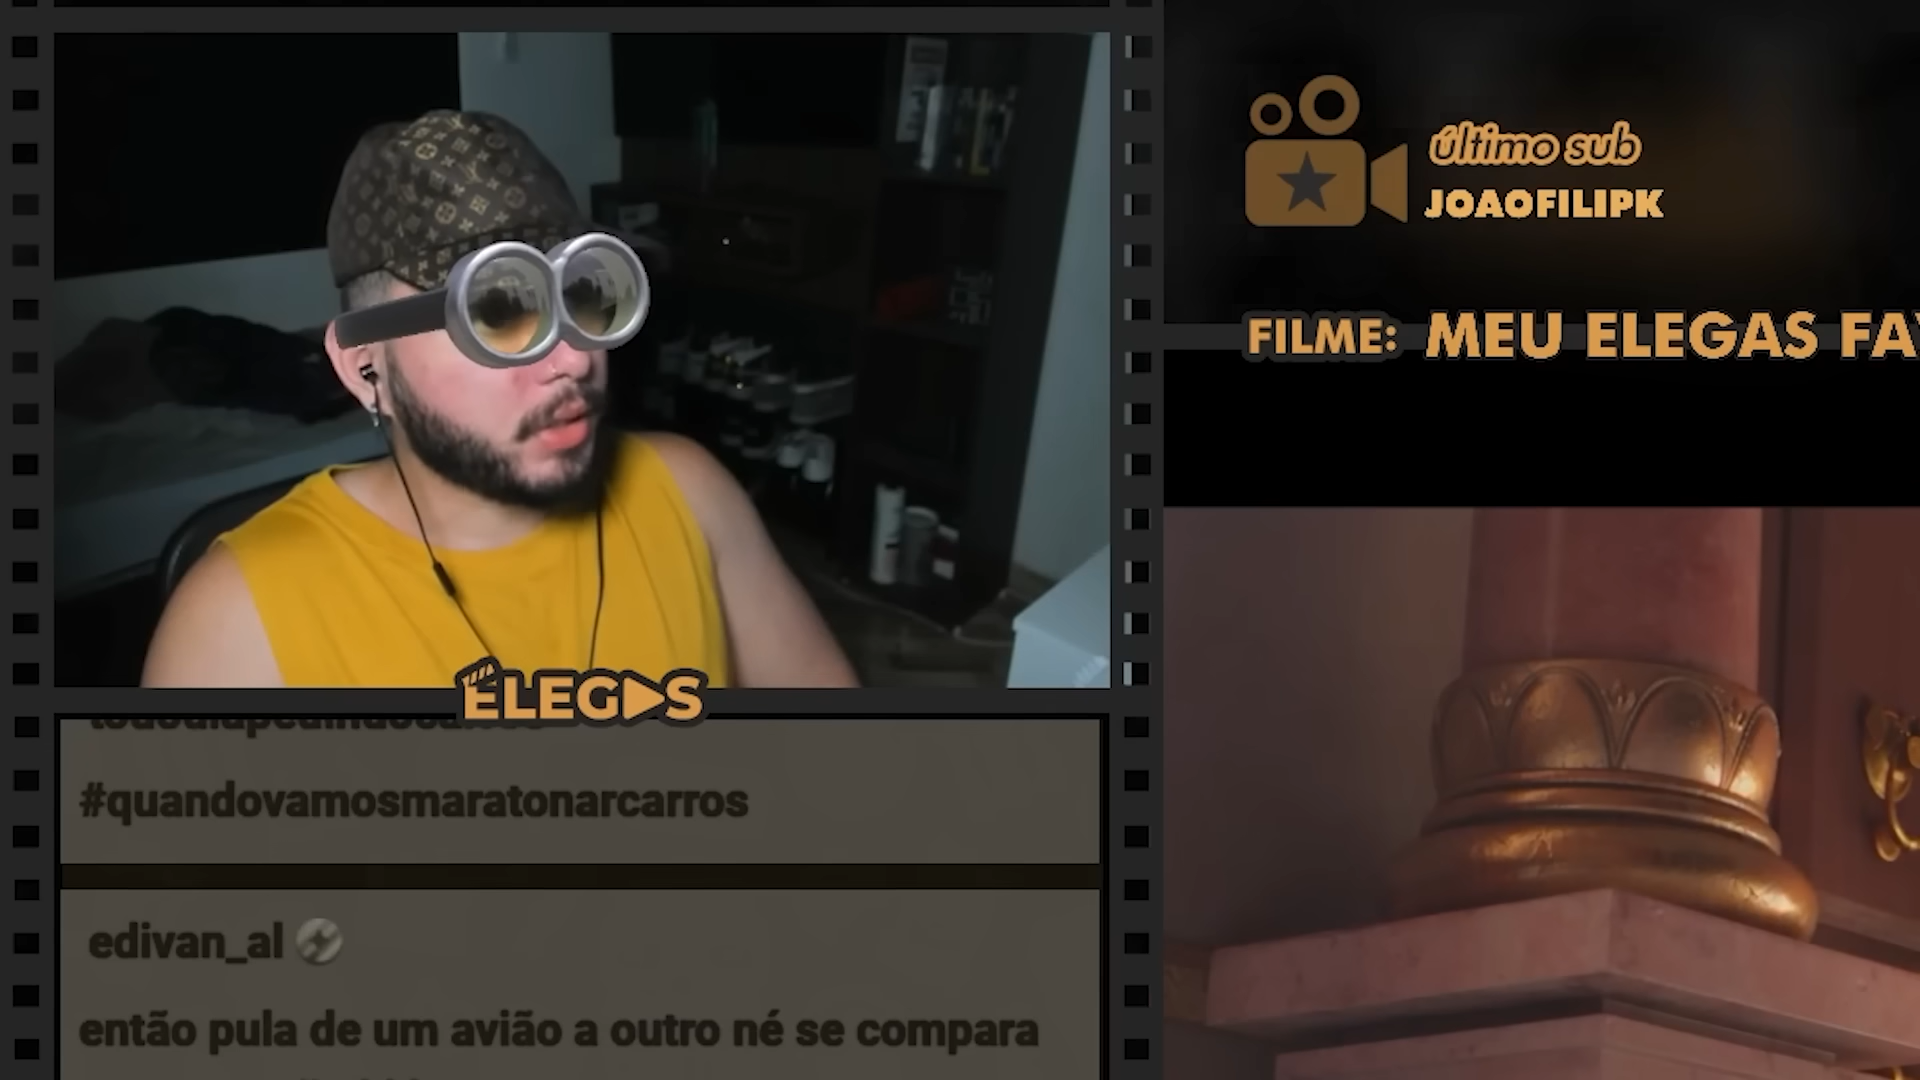 último sub
JOAOFILIPK
FILME: MEU ELEGAS FA
ELEGAS
#quandovamosmaratonarcarros
edivan_al
então pula de um avião a outro né se compara